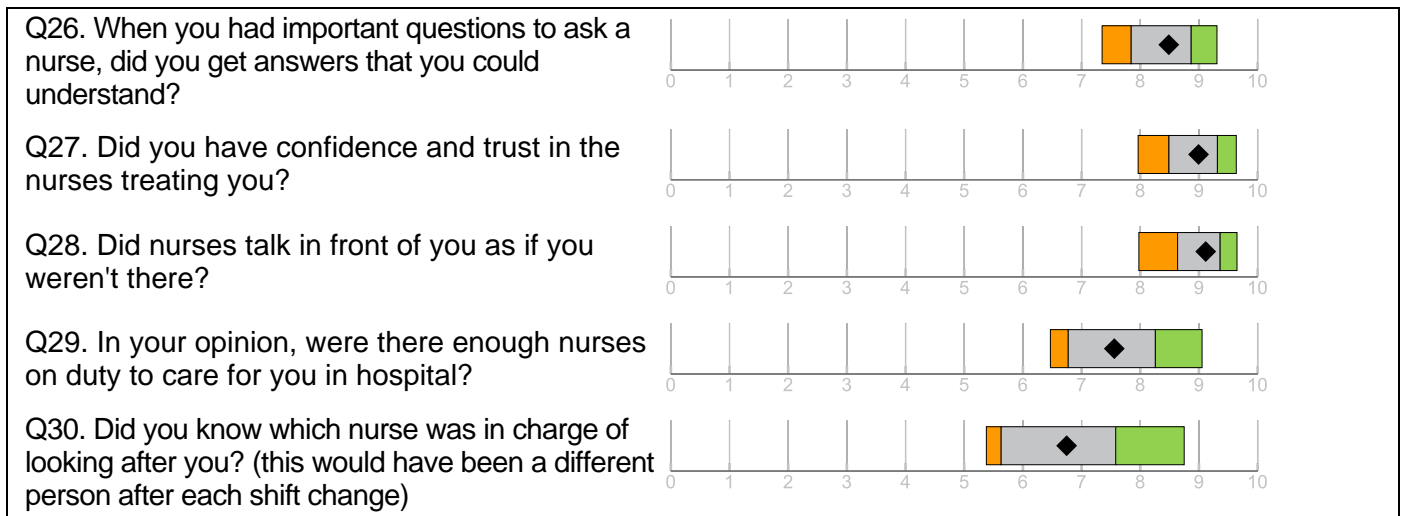 Q26. When you had important questions to ask a
nurse, did you get answers that you could
understand?
0 1 2 3 4 5 6 7 8 9 10
Q27. Did you have confidence and trust in the
nurses treating you?
0 1 2 3 4 5 6 7 8 9 10
Q28. Did nurses talk in front of you as if you
weren't there?
0 1 2 3 4 5 6 7 8 9 10
Q29. In your opinion, were there enough nurses
on duty to care for you in hospital?
0 1 2 3 4 5 6 7 8 9 10
Q30. Did you know which nurse was in charge of
looking after you? (this would have been a different
person after each shift change)
0 1 2 3 4 5 6 7 8 9 10